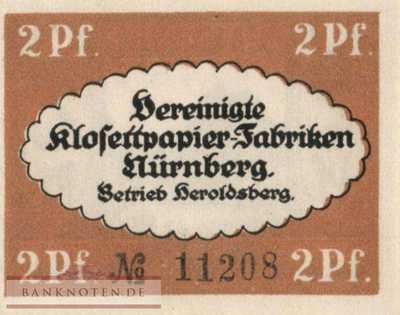 2 Pf. 2 Pf.
Vereinigte
Klosettpapier-Fabriken
Nürnberg.
Betrieb Heroldsberg.
2 Pf. № 11208 2 Pf.
BANKNOTEN.DE